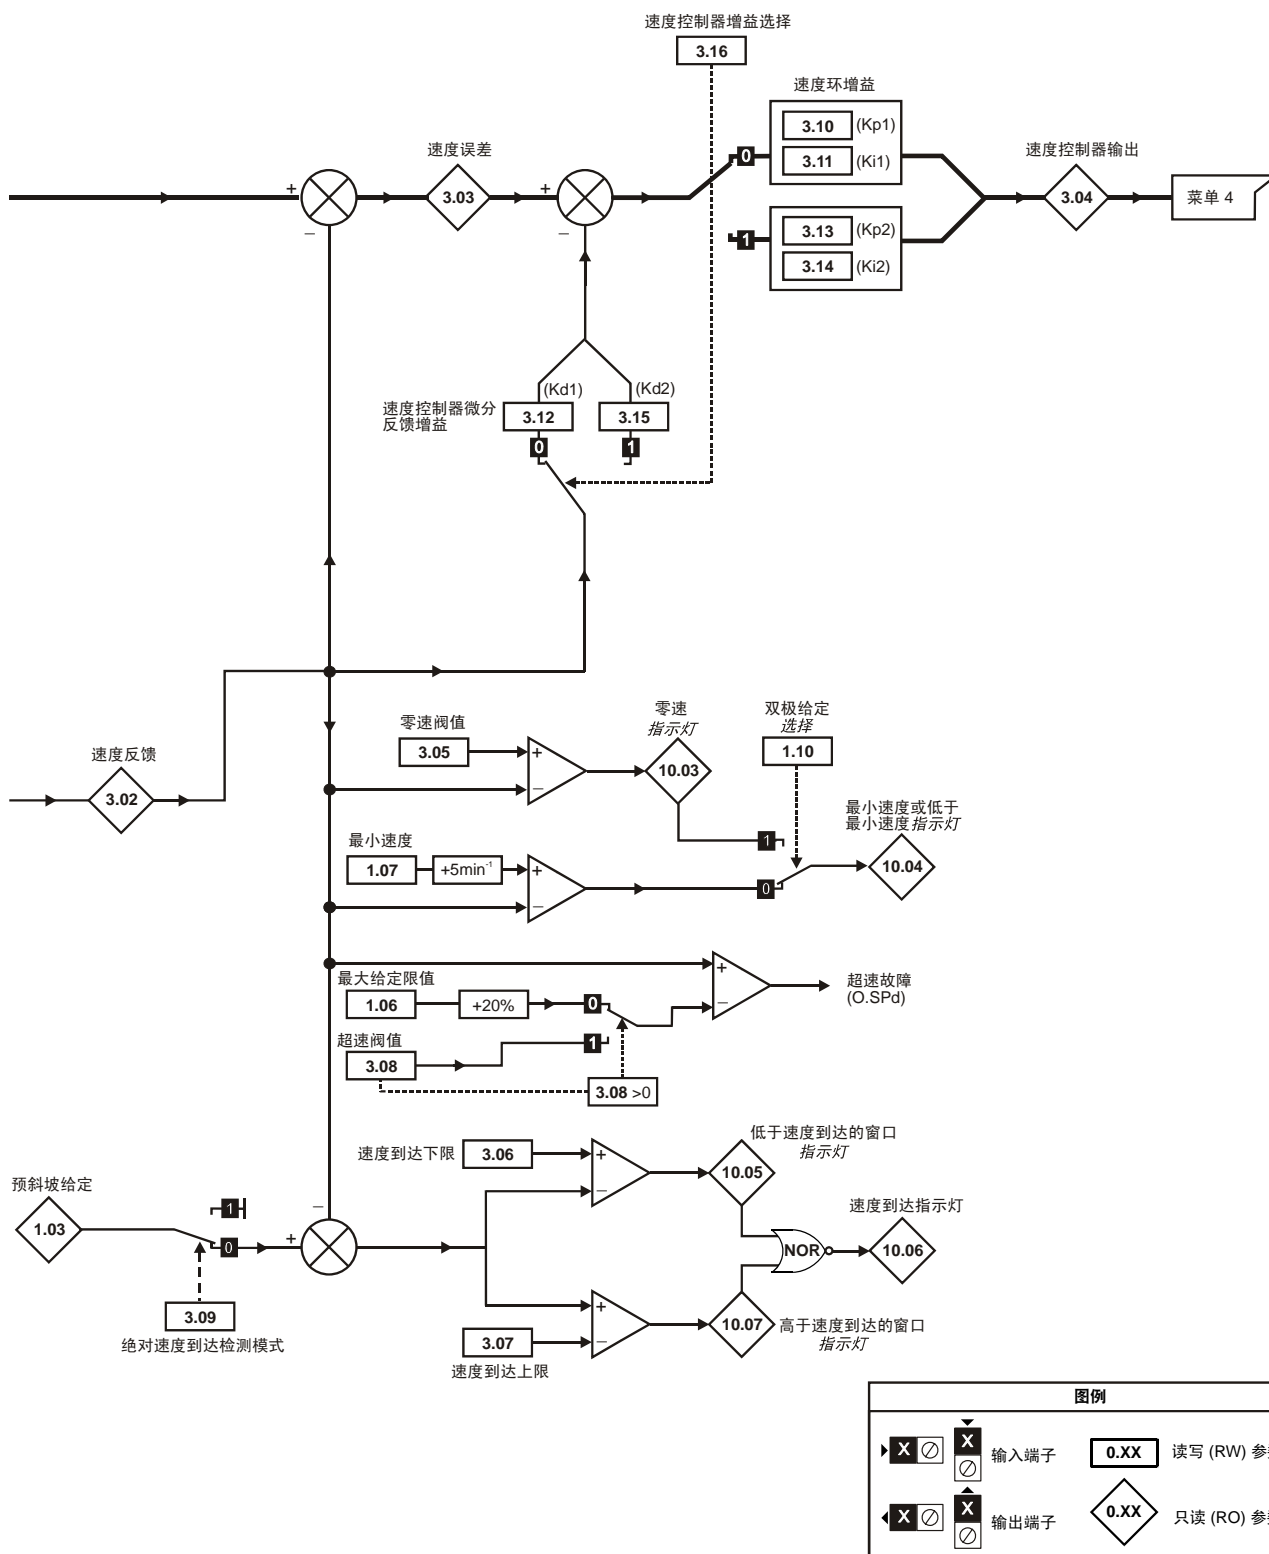 速度控制器增益选择
3.16
速度环增益
3.10 (Kp1)
3.11 (Ki1)
0
速度误差
+
3.03
+
速度控制器输出
3.04
菜单 4
−
−
1
3.13 (Kp2)
3.14 (Ki2)
(Kd1)
(Kd2)
速度控制器微分
反馈增益
3.12
3.15
0
1
零速阀值
3.05
+
−
零速
指示灯
10.03
双极给定
选择
1.10
速度反馈
3.02
最小速度或低于
最小速度指示灯
1
最小速度
1.07
+5min-1
+
−
0
10.04
最大给定限值
1.06
+20%
0
+
−
超速故障
(O.SPd)
超速阀值
3.08
1
3.08 >0
速度到达下限
3.06
+
−
低于速度到达的窗口
指示灯
10.05
预斜坡给定
1.03
1
0
−
+
速度到达指示灯
NOR
10.06
3.09
绝对速度到达检测模式
+
−
3.07
速度到达上限
10.07
高于速度到达的窗口
指示灯
图例
X
X
输入端子
0.XX
读写 (RW) 参
X
X
输出端子
0.XX
只读 (RO) 参